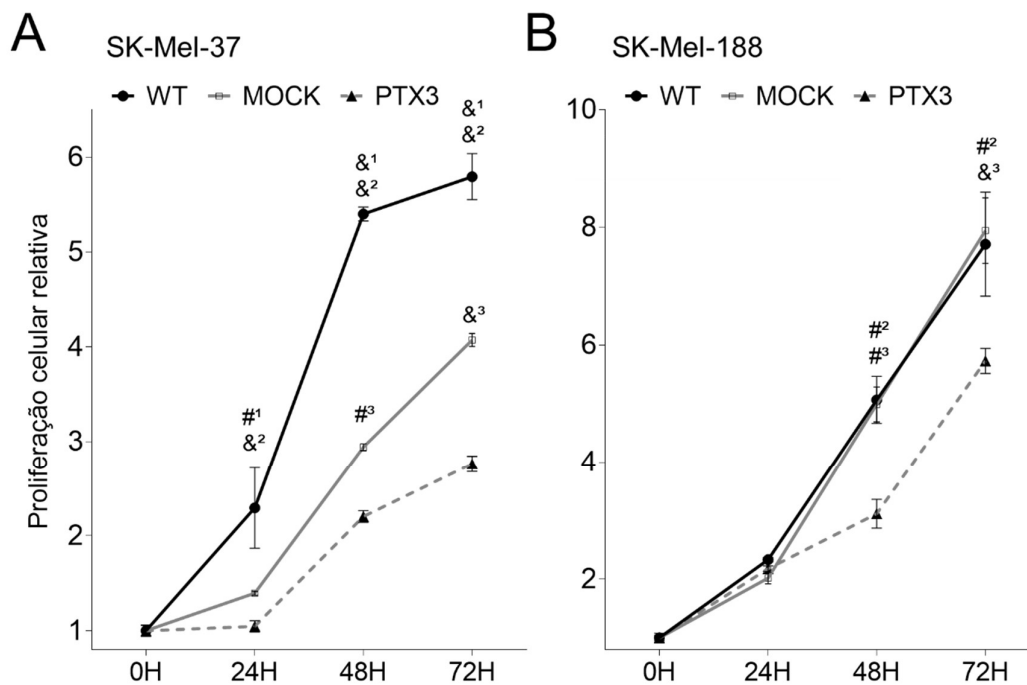 A
SK-Mel-37
WT MOCK PTX3
Proliferação celular relativa
6
5
4
3
2
1
#¹
&²
&¹
&²
#³
&¹
&²
&³
0H 24H 48H 72H
B
SK-Mel-188
WT MOCK PTX3
10
8
6
4
2
#²
#³
#²
&³
0H 24H 48H 72H